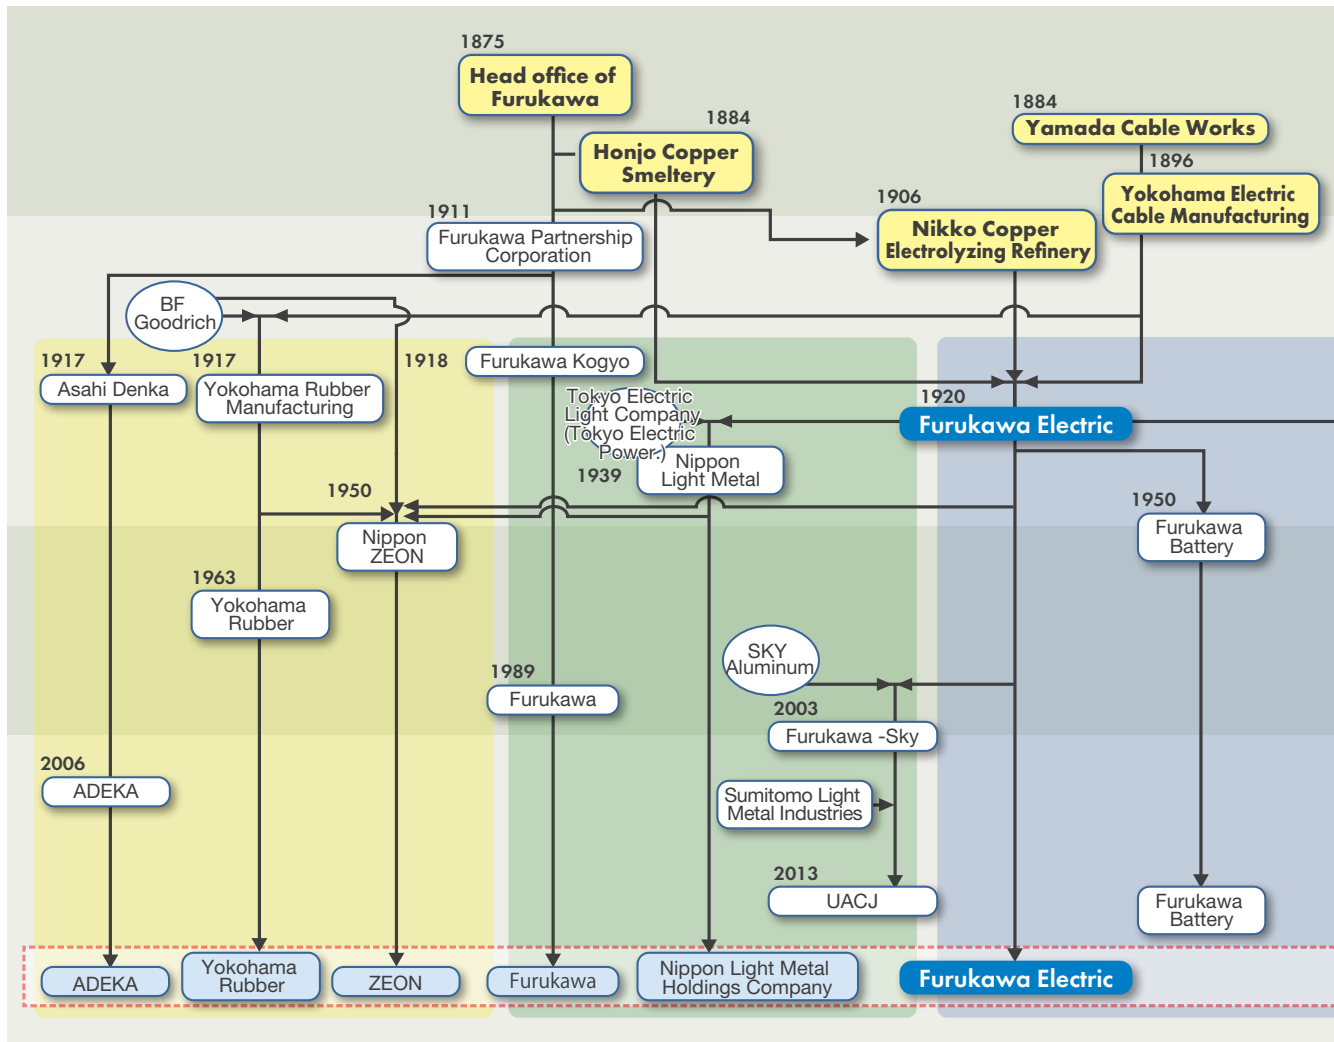 1875
Head office of
Furukawa
1884
Honjo Copper
Smeltery
1884
Yamada Cable Works
1896
Yokohama Electric
Cable Manufacturing
1906
Nikko Copper
Electrolyzing Refinery
1911
Furukawa Partnership
Corporation
BF
Goodrich
1917
Asahi Denka
1917
Yokohama Rubber
Manufacturing
1918
Furukawa Kogyo
Tokyo Electric
Light Company
(Tokyo Electric
Power.)
1920
Furukawa Electric
1939
Nippon
Light Metal
1950
Nippon
ZEON
1950
Furukawa
Battery
1963
Yokohama
Rubber
SKY
Aluminum
1989
Furukawa
2003
Furukawa -Sky
2006
ADEKA
Sumitomo Light
Metal Industries
2013
UACJ
Furukawa
Battery
ADEKA
Yokohama
Rubber
ZEON
Furukawa
Nippon Light Metal
Holdings Company
Furukawa Electric